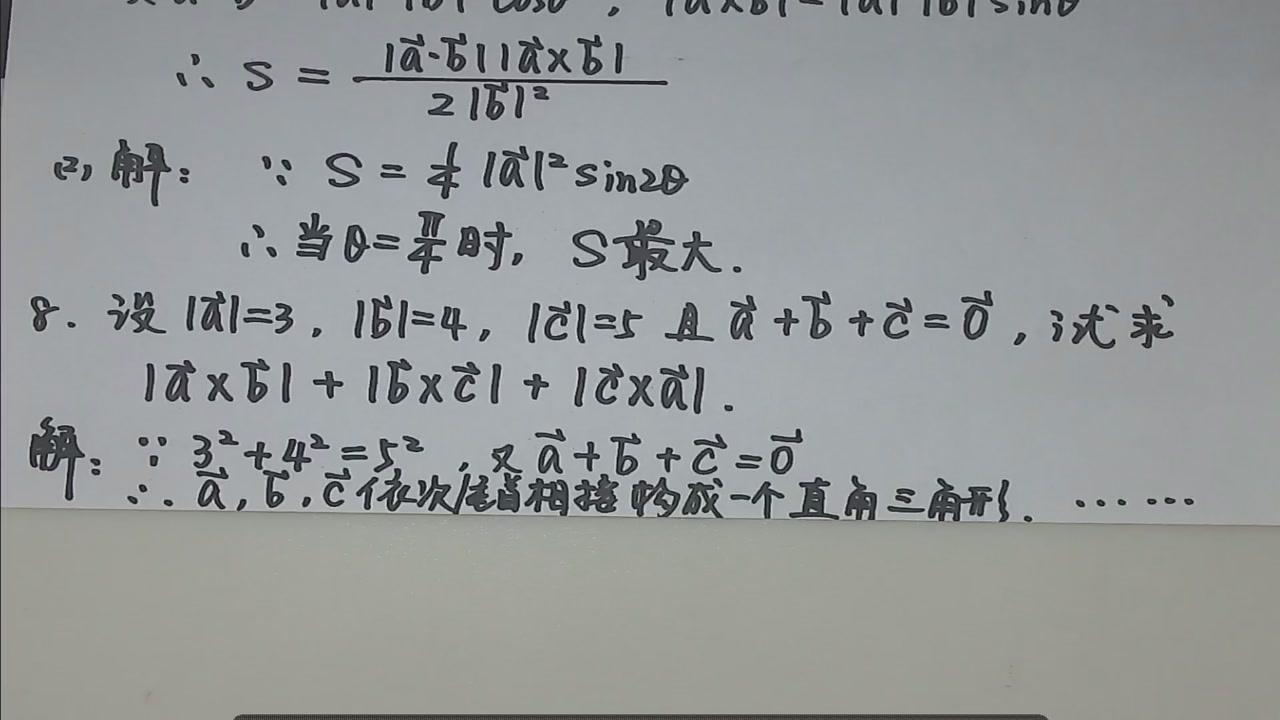 |a⃗||b⃗|cosθ, |a⃗×b⃗|=|a⃗||b⃗|sinθ
∴ S = |a⃗·b⃗||a⃗×b⃗| / 2|b⃗|²
(2) 解: ∵ S = 1/4 |a⃗|² sin2θ
∴ 当 θ=π/4 时, S 最大.
8. 设 |a⃗|=3, |b⃗|=4, |c⃗|=5 且 a⃗+b⃗+c⃗=0⃗, 试求
|a⃗×b⃗| + |b⃗×c⃗| + |c⃗×a⃗|.
解: ∵ 3²+4²=5², 又 a⃗+b⃗+c⃗=0⃗
∴ a⃗, b⃗, c⃗ 依次尾首相接构成一个直角三角形. ······